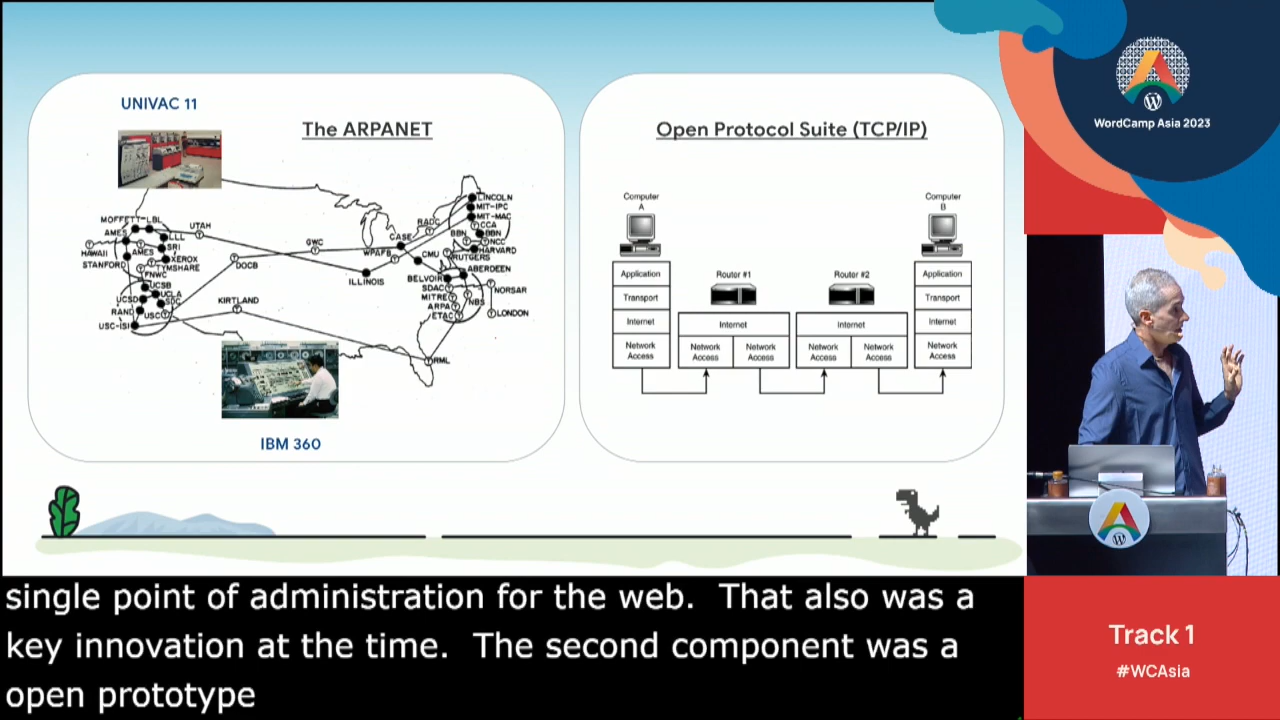 UNIVAC 11
The ARPANET
MOFFETT
LBL
AMES
UTAH
HAWAII
AMES
LLL
SRI
XEROX
STANFORD
TYMSHARE
FNWC
UCSB
UCLA
UCSD
SDC
RAND
USC
USC-ISI
GWC
DOCB
KIRTLAND
ILLINOIS
WPAFB
CASE
RADC
LINCOLN
MIT-IPC
MIT-MAC
CCA
BBN
BBN
NCC
HARVARD
RUTGERS
CMU
ABERDEEN
BELVOIR
SDAC
NORSAR
MITRE
NBS
ARPA
ETAC
LONDON
RML
IBM 360
Open Protocol Suite (TCP/IP)
Computer
A
Computer
B
Application
Transport
Internet
Network
Access
Router #1
Internet
Network
Access
Network
Access
Router #2
Internet
Network
Access
Network
Access
Application
Transport
Internet
Network
Access
WordCamp Asia 2023
single point of administration for the web. That also was a
key innovation at the time. The second component was a
open prototype
Track 1
#WCAsia